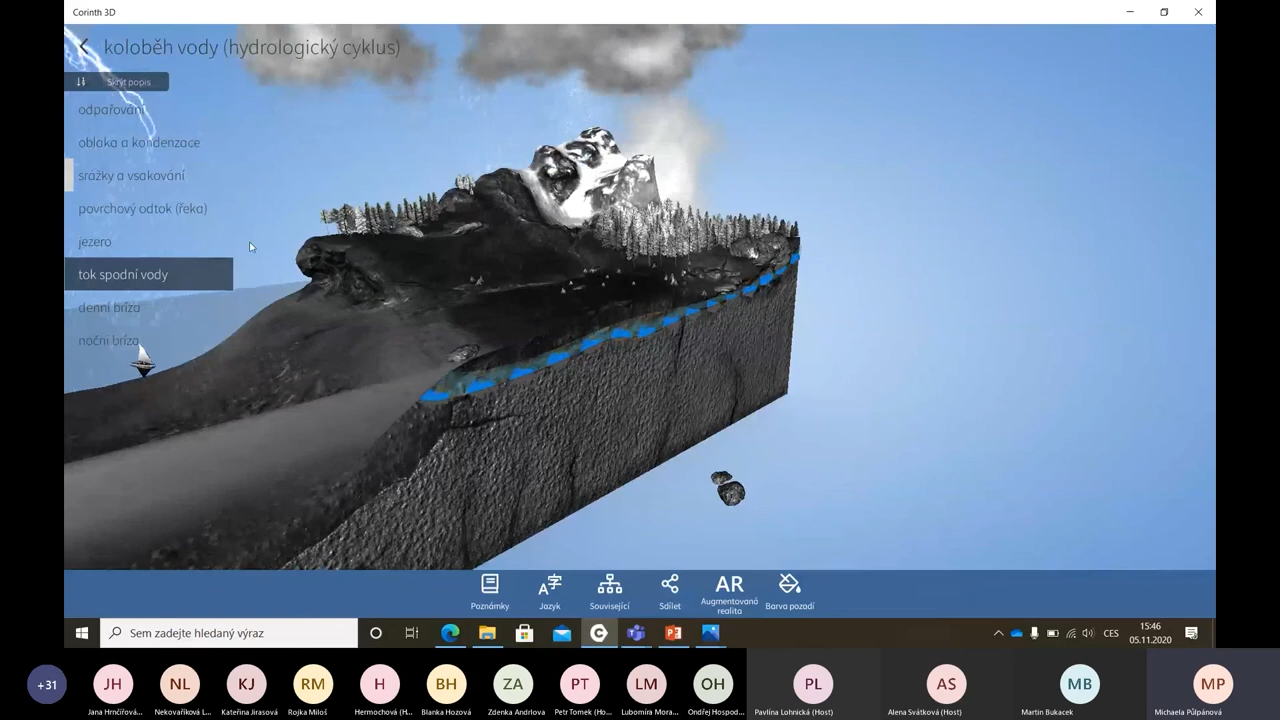 Corinth 3D
koloběh vody (hydrologický cyklus)
Skrýt popis
odpařování
oblaka a kondenzace
srážky a vsakování
povrchový odtok (řeka)
jezero
tok spodní vody
denní bríza
noční bríza
Poznámky
Jazyk
Související
Sdílet
AR
Augmentovaná
realita
Barva pozadí
Sem zadejte hledaný výraz
CES
15:46
05.11.2020
+31
JH
NL
KJ
RM
H
BH
ZA
PT
LM
OH
PL
AS
MB
MP
Jana Hrnčířová...
Nekovaříková L...
Kateřina Jirasová
Rojka Miloš
Hermochová (H...
Blanka Hozová
Zdenka Andrlova
Petr Tomek (Ho...
Lubomíra Mora...
Ondřej Hospod...
Pavlína Lohnická (Host)
Alena Svátková (Host)
Martin Bukacek
Michaela Půlpánová